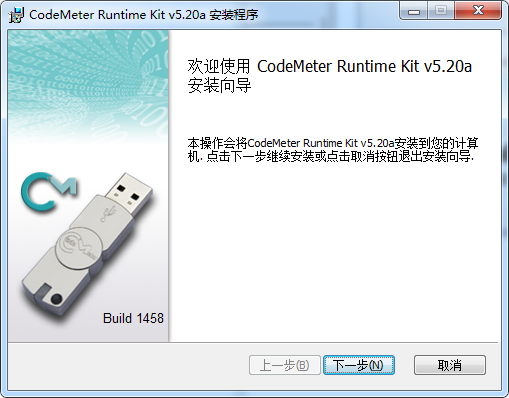 CodeMeter Runtime Kit v5.20a 安装程序
欢迎使用 CodeMeter Runtime Kit v5.20a
安装向导
本操作会将CodeMeter Runtime Kit v5.20a安装到您的计算
机. 点击下一步继续安装或点击取消按钮退出安装向导.
Build 1458
上一步(B)
下一步(N)
取消